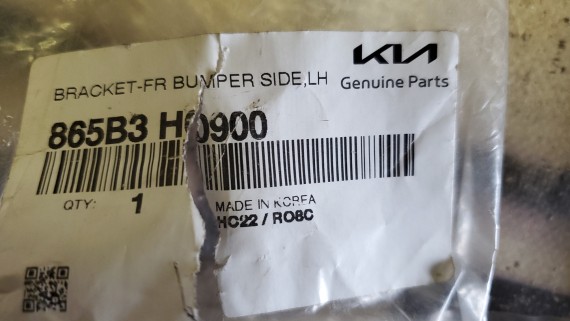 KIA
BRACKET-FR BUMPER SIDE,LH Genuine Parts
865B3 H0900
QTY: 1 MADE IN KOREA
HC22 / RO8C